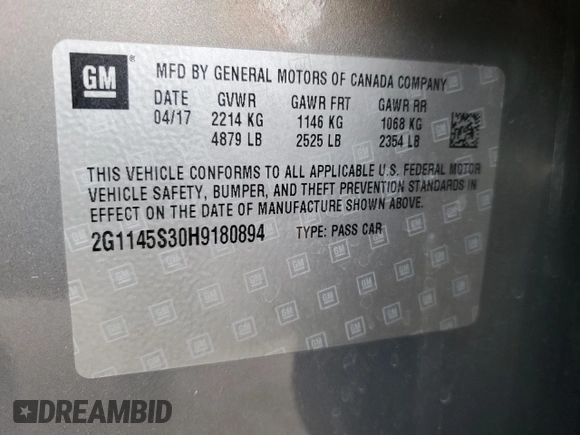 GM ®
MFD BY GENERAL MOTORS OF CANADA COMPANY
DATE GVWR GAWR FRT GAWR RR
04/17 2214 KG 1146 KG 1068 KG
4879 LB 2525 LB 2354 LB
THIS VEHICLE CONFORMS TO ALL APPLICABLE U.S. FEDERAL MOTOR
VEHICLE SAFETY, BUMPER, AND THEFT PREVENTION STANDARDS IN
EFFECT ON THE DATE OF MANUFACTURE SHOWN ABOVE.
2G1145S30H9180894 TYPE: PASS CAR
DREAMBID